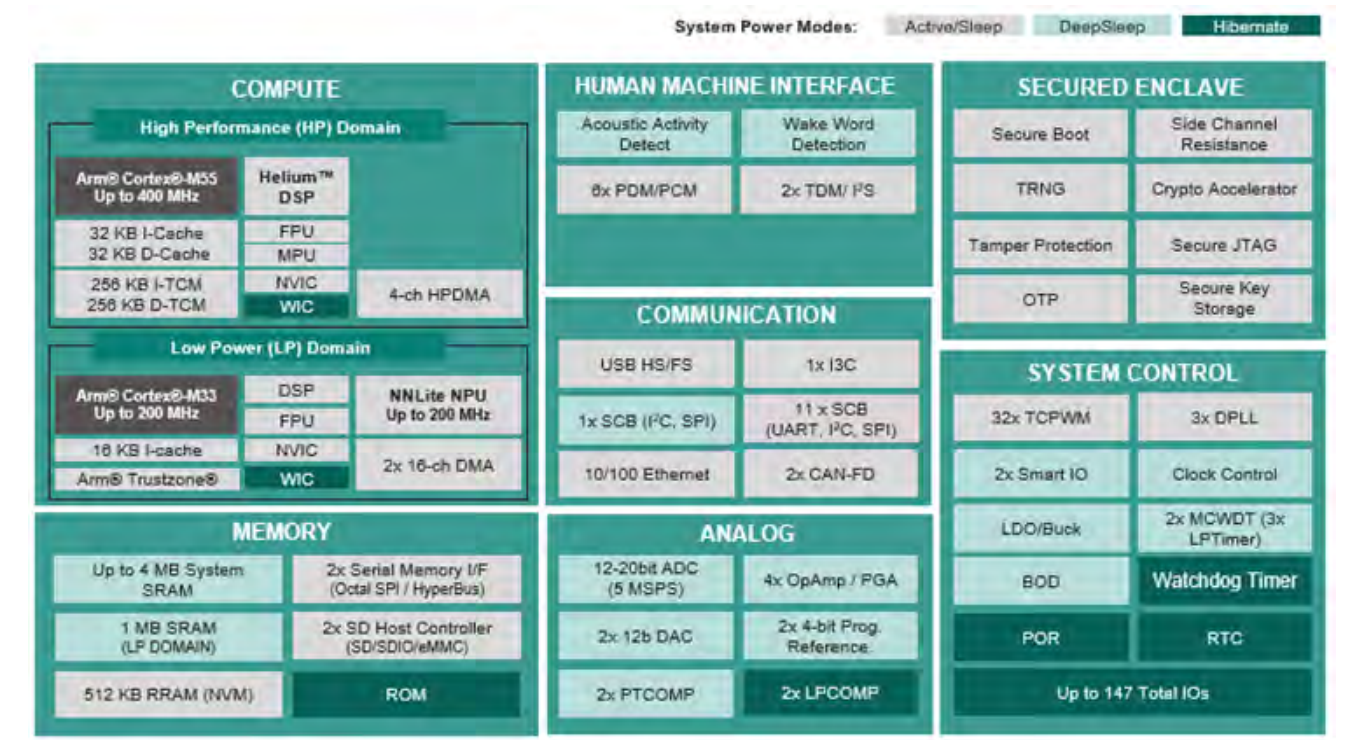 System Power Modes: Active/Sleep DeepSleep Hibernate
COMPUTE
High Performance (HP) Domain
Arm® Cortex®-M55
Up to 400 MHz
Helium™
DSP
32 KB I-Cache
32 KB D-Cache
FPU
MPU
256 KB I-TCM
256 KB D-TCM
NVIC
WIC
4-ch HPDMA
Low Power (LP) Domain
Arm® Cortex®-M33
Up to 200 MHz
DSP
FPU
NNLite NPU
Up to 200 MHz
16 KB I-cache
Arm® Trustzone®
NVIC
WIC
2x 16-ch DMA
MEMORY
Up to 4 MB System
SRAM
2x Serial Memory I/F
(Octal SPI / HyperBus)
1 MB SRAM
(LP DOMAIN)
2x SD Host Controller
(SD/SDIO/eMMC)
512 KB RRAM (NVM)
ROM
HUMAN MACHINE INTERFACE
Acoustic Activity
Detect
Wake Word
Detection
6x PDM/PCM
2x TDM/ I²S
COMMUNICATION
USB HS/FS
1x I3C
1x SCB (I²C, SPI)
11 x SCB
(UART, I²C, SPI)
10/100 Ethernet
2x CAN-FD
ANALOG
12-20bit ADC
(5 MSPS)
4x OpAmp / PGA
2x 12b DAC
2x 4-bit Prog.
Reference
2x PTCOMP
2x LPCOMP
SECURED ENCLAVE
Secure Boot
Side Channel
Resistance
TRNG
Crypto Accelerator
Tamper Protection
Secure JTAG
OTP
Secure Key
Storage
SYSTEM CONTROL
32x TCPWM
3x DPLL
2x Smart IO
Clock Control
LDO/Buck
2x MCWDT (3x
LPTimer)
BOD
Watchdog Timer
POR
RTC
Up to 147 Total IOs